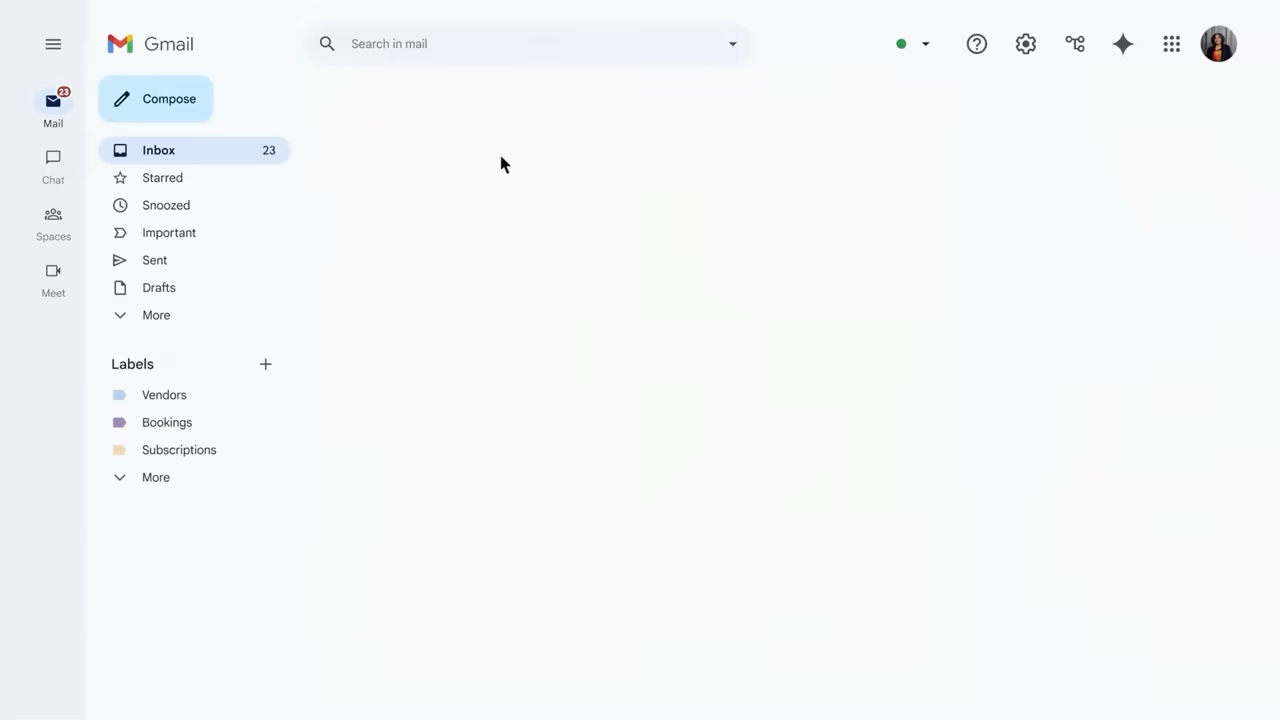 Gmail
Search in mail
23
Mail
Chat
Spaces
Meet
Compose
Inbox 23
Starred
Snoozed
Important
Sent
Drafts
More
Labels
Vendors
Bookings
Subscriptions
More